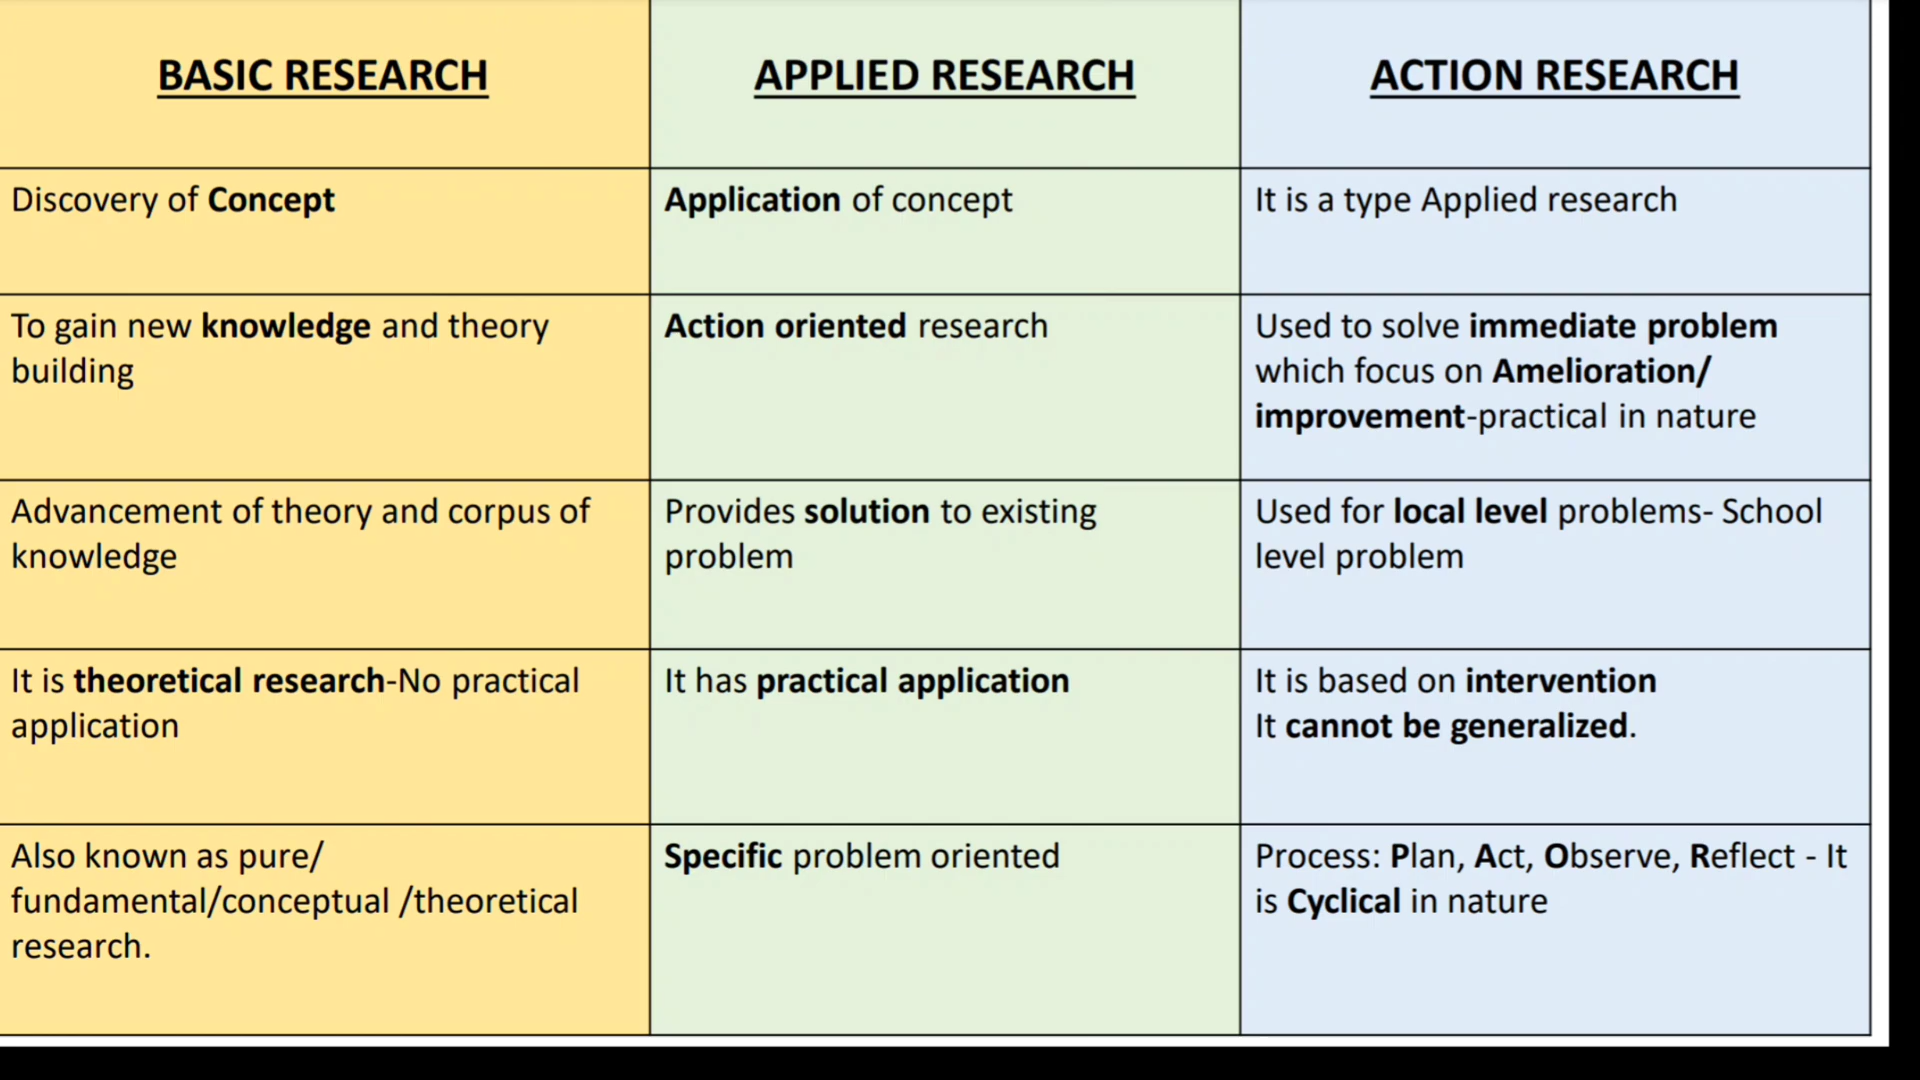 BASIC RESEARCH
APPLIED RESEARCH
ACTION RESEARCH
Discovery of Concept
Application of concept
It is a type Applied research
To gain new knowledge and theory
building
Action oriented research
Used to solve immediate problem
which focus on Amelioration/
improvement-practical in nature
Advancement of theory and corpus of
knowledge
Provides solution to existing
problem
Used for local level problems- School
level problem
It is theoretical research-No practical
application
It has practical application
It is based on intervention
It cannot be generalized.
Also known as pure/
fundamental/conceptual /theoretical
research.
Specific problem oriented
Process: Plan, Act, Observe, Reflect - It
is Cyclical in nature